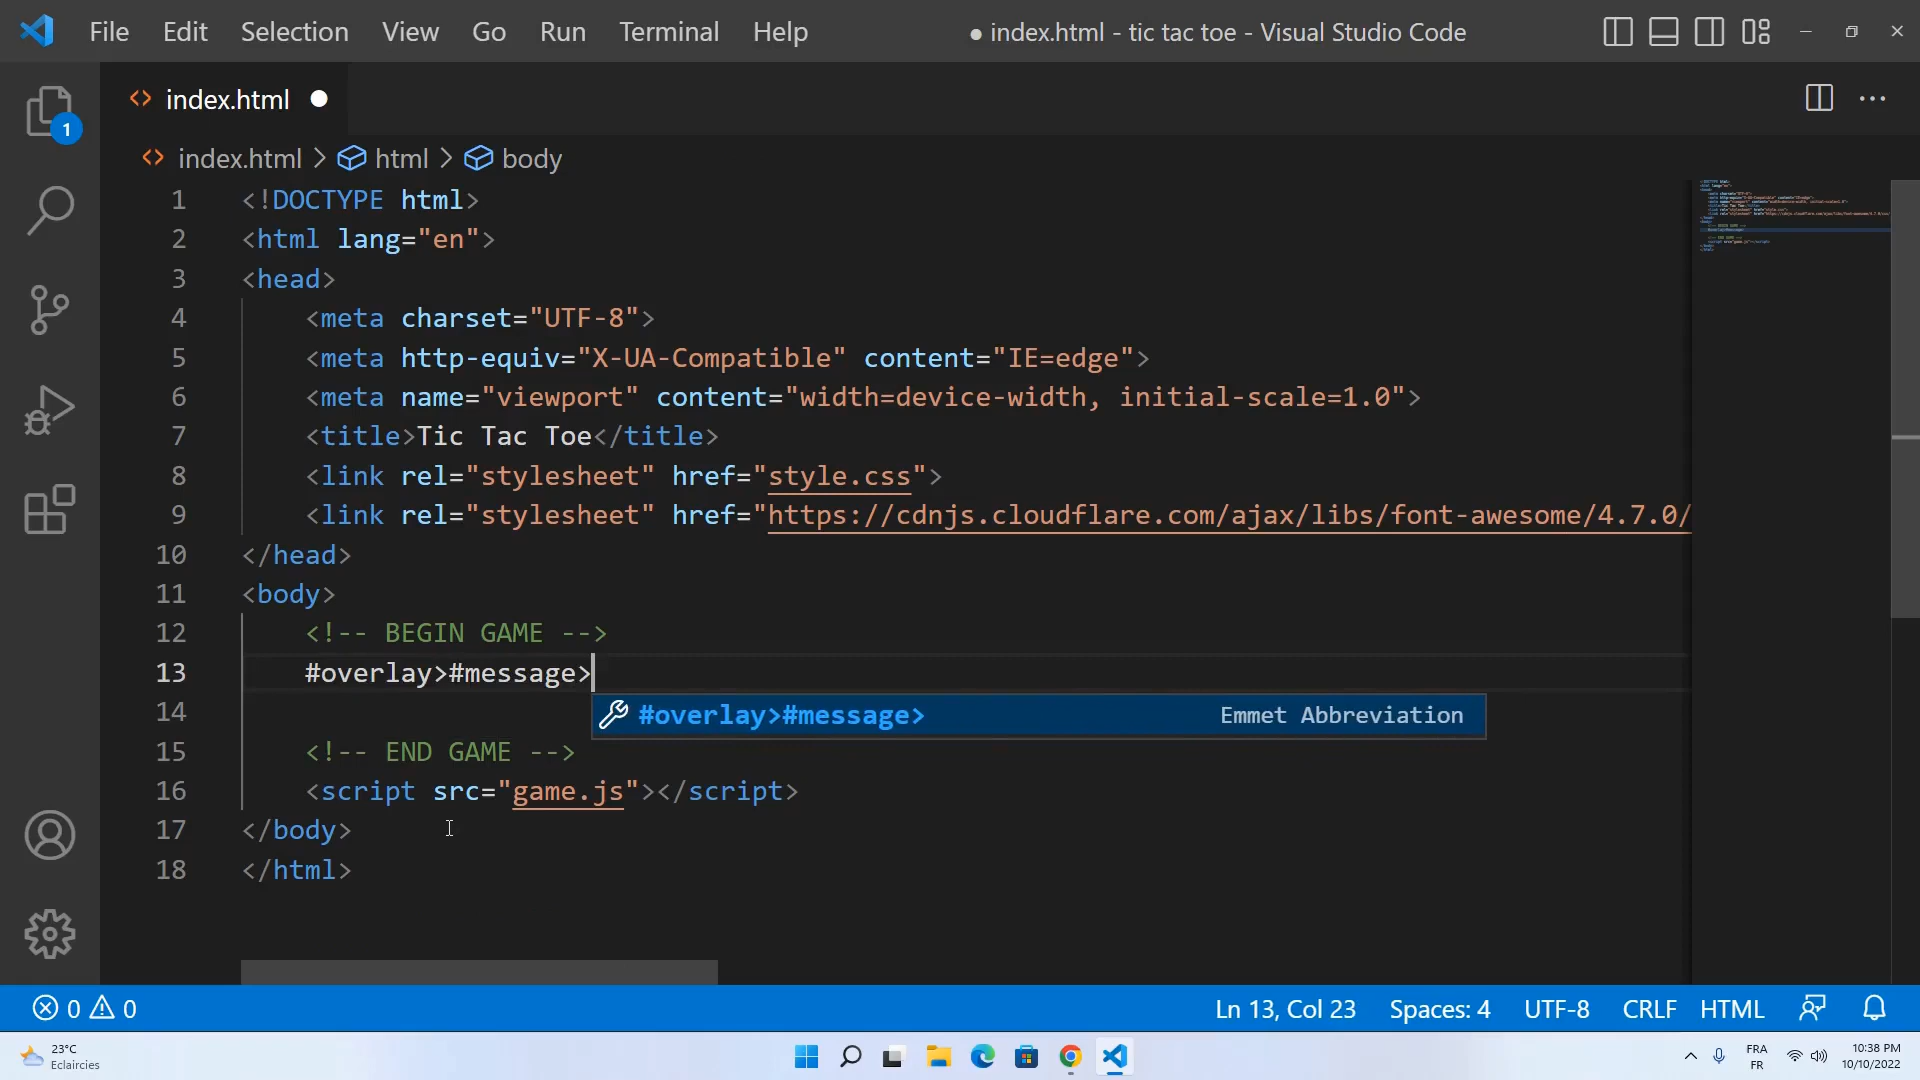 File Edit Selection View Go Run Terminal Help ● index.html - tic tac toe - Visual Studio Code
1
index.html
index.html > html > body
1 <!DOCTYPE html>
2 <html lang="en">
3 <head>
4 <meta charset="UTF-8">
5 <meta http-equiv="X-UA-Compatible" content="IE=edge">
6 <meta name="viewport" content="width=device-width, initial-scale=1.0">
7 <title>Tic Tac Toe</title>
8 <link rel="stylesheet" href="style.css">
9 <link rel="stylesheet" href="https://cdnjs.cloudflare.com/ajax/libs/font-awesome/4.7.0/
10 </head>
11 <body>
12 <!-- BEGIN GAME -->
13 #overlay>#message>
14 #overlay>#message> Emmet Abbreviation
15 <!-- END GAME -->
16 <script src="game.js"></script>
17 </body>
18 </html>
0 0 Ln 13, Col 23 Spaces: 4 UTF-8 CRLF HTML
23°C
Eclaircies
FRA
FR
10:38 PM
10/10/2022